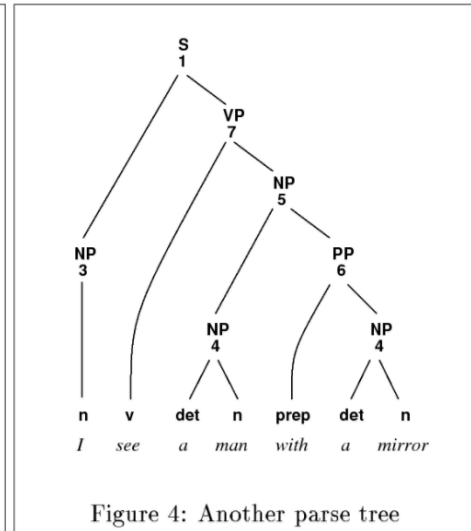 S
1
VP
7
NP
5
NP
3
PP
6
NP
4
NP
4
n v det n prep det n
I see a man with a mirror
Figure 4: Another parse tree